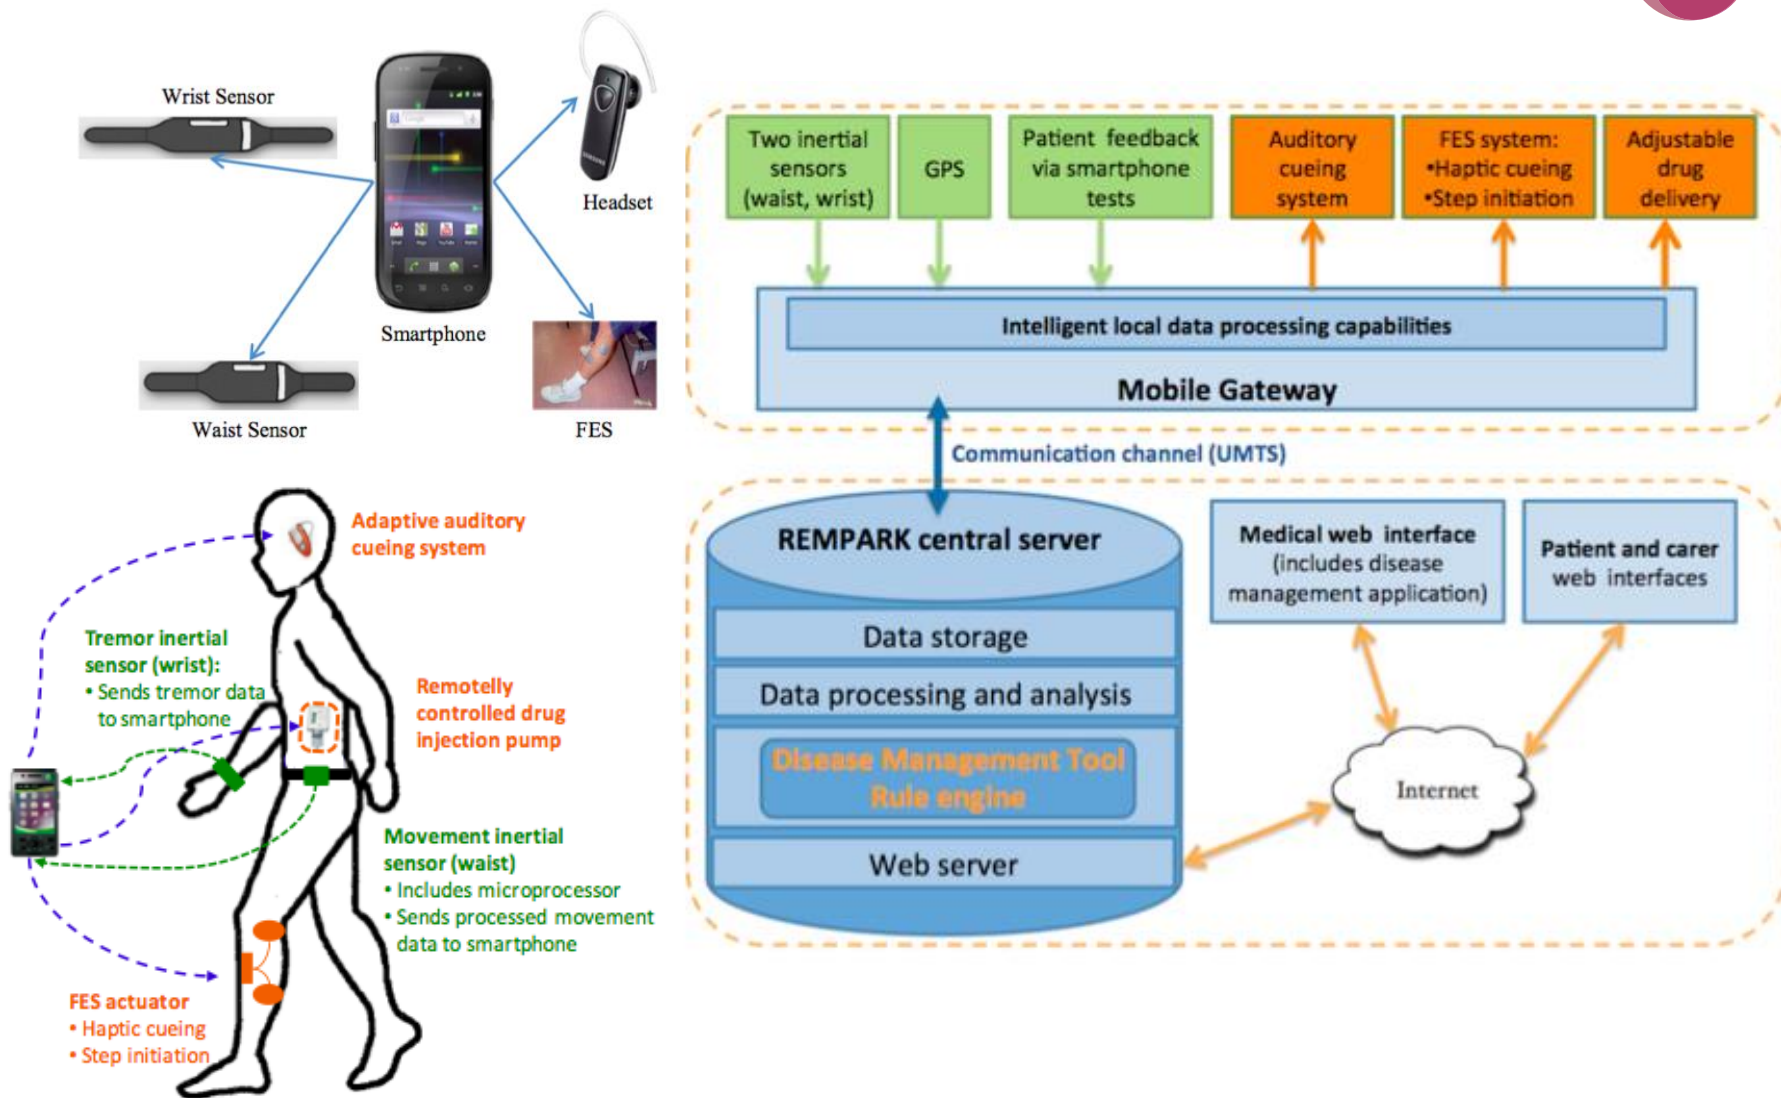 Wrist Sensor
Headset
Smartphone
Waist Sensor
FES
SAMSUNG
Google
Two inertial
sensors
(waist, wrist)
GPS
Patient feedback
via smartphone
tests
Auditory
cueing
system
FES system:
•Haptic cueing
•Step initiation
Adjustable
drug
delivery
Intelligent local data processing capabilities
Mobile Gateway
Communication channel (UMTS)
REMPARK central server
Data storage
Data processing and analysis
Disease Management Tool
Rule engine
Web server
Medical web interface
(includes disease
management application)
Patient and carer
web interfaces
Internet
Adaptive auditory
cueing system
Tremor inertial
sensor (wrist):
• Sends tremor data
to smartphone
Remotelly
controlled drug
injection pump
Movement inertial
sensor (waist)
• Includes microprocessor
• Sends processed movement
data to smartphone
FES actuator
• Haptic cueing
• Step initiation